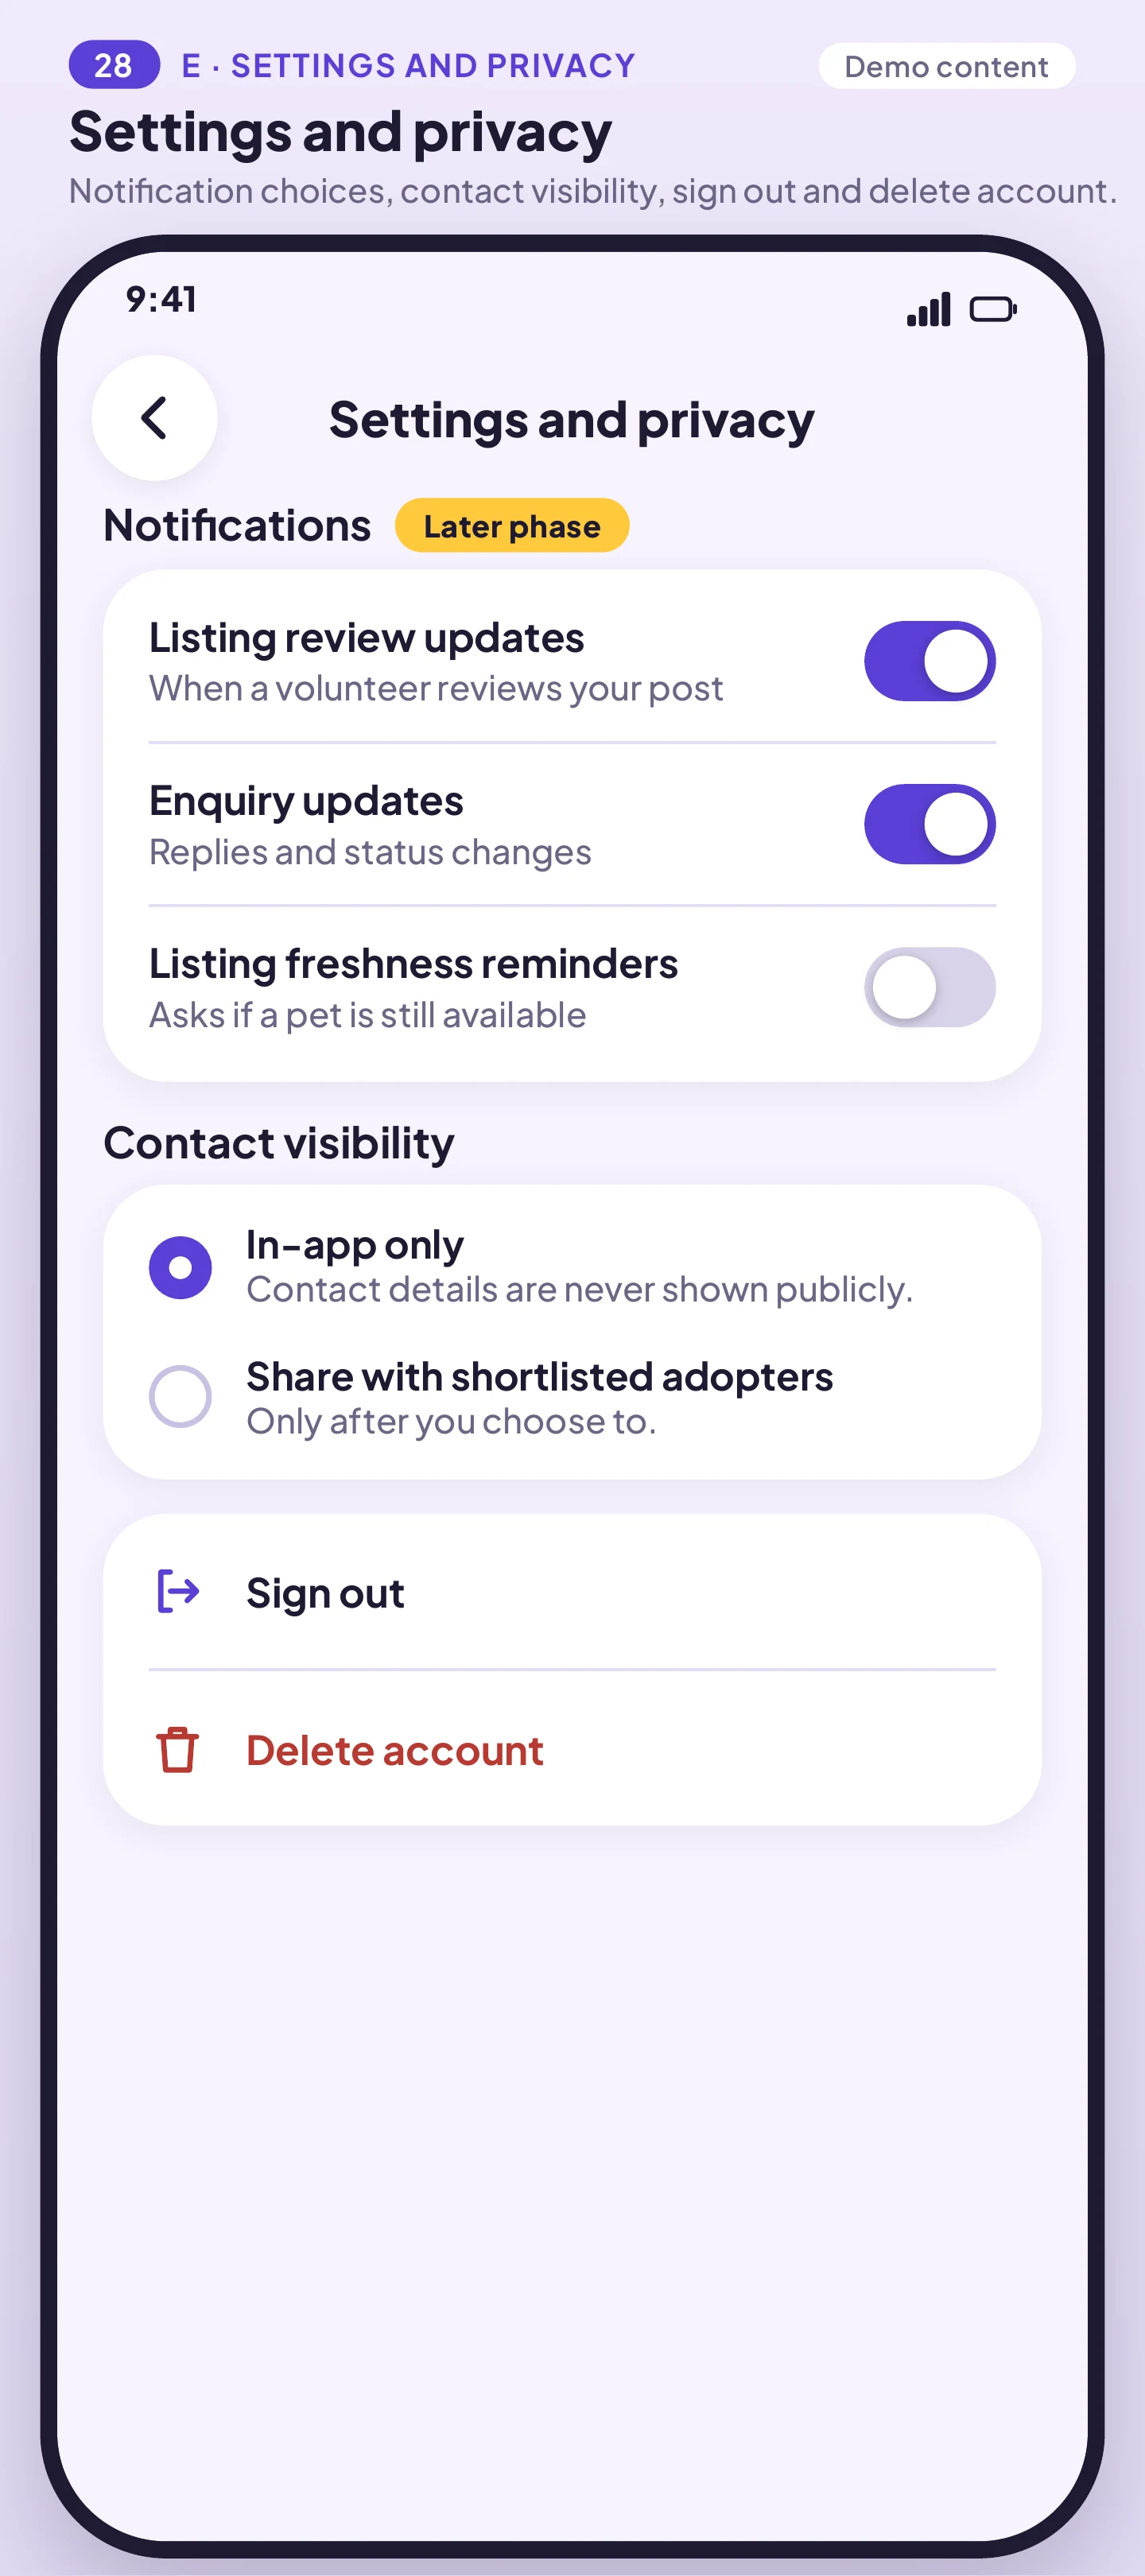 28 E · SETTINGS AND PRIVACY Demo content
Settings and privacy
Notification choices, contact visibility, sign out and delete account.
9:41
Settings and privacy
Notifications Later phase
Listing review updates
When a volunteer reviews your post
Enquiry updates
Replies and status changes
Listing freshness reminders
Asks if a pet is still available
Contact visibility
In-app only
Contact details are never shown publicly.
Share with shortlisted adopters
Only after you choose to.
Sign out
Delete account